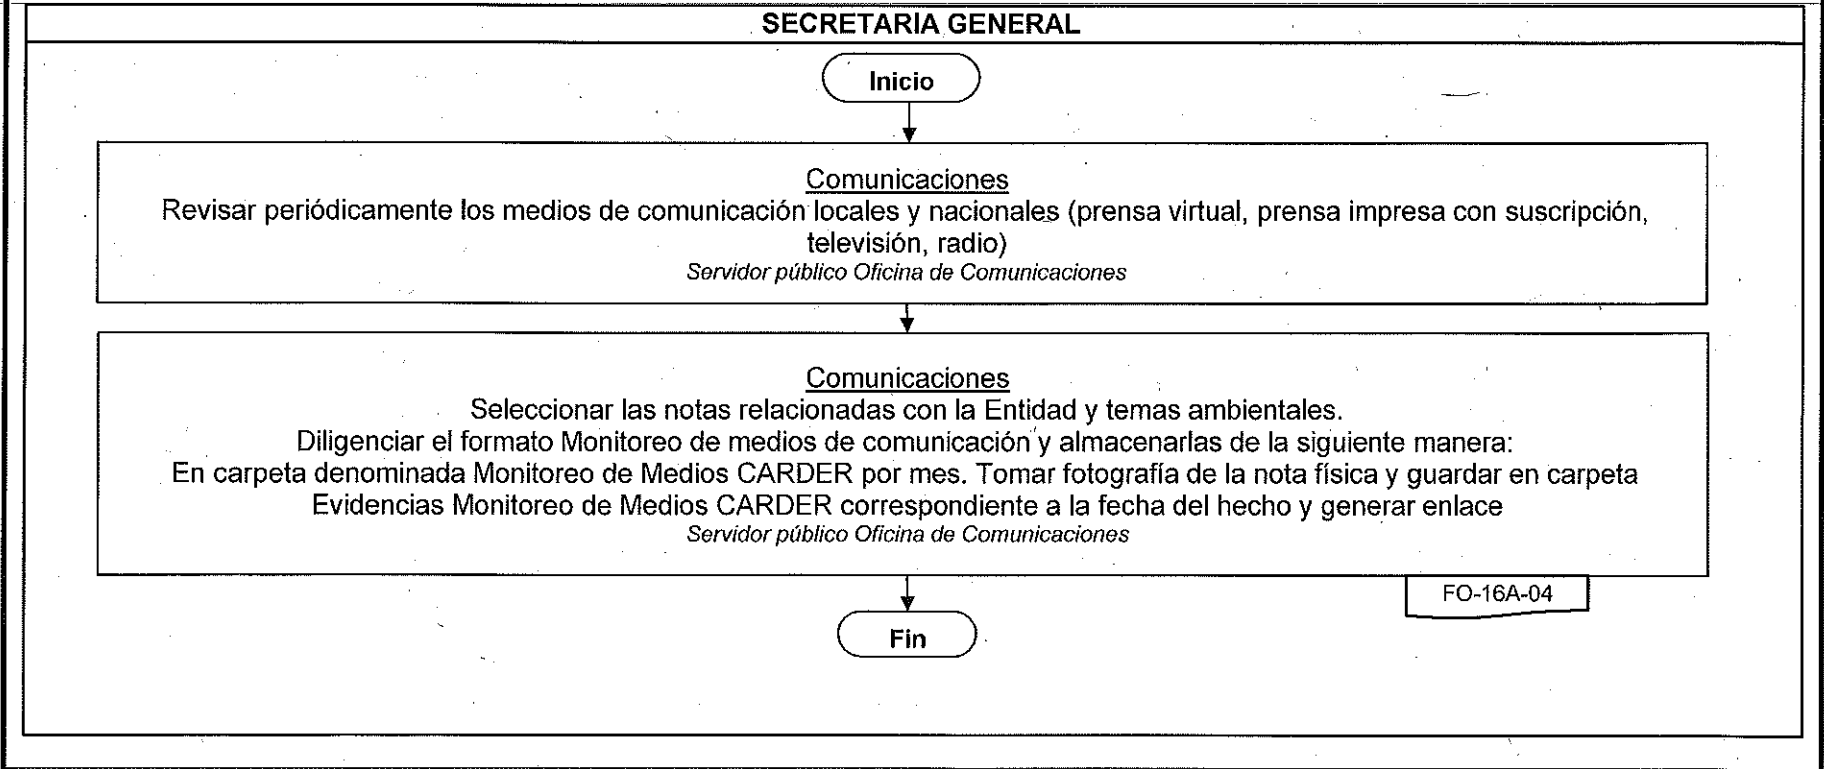 SECRETARIA GENERAL
Inicio
Comunicaciones
Revisar periódicamente los medios de comunicación locales y nacionales (prensa virtual, prensa impresa con suscripción,
televisión, radio)
Servidor público Oficina de Comunicaciones
Comunicaciones
Seleccionar las notas relacionadas con la Entidad y temas ambientales.
Diligenciar el formato Monitoreo de medios de comunicación y almacenarlas de la siguiente manera:
En carpeta denominada Monitoreo de Medios CARDER por mes. Tomar fotografía de la nota física y guardar en carpeta
Evidencias Monitoreo de Medios CARDER correspondiente a la fecha del hecho y generar enlace
Servidor público Oficina de Comunicaciones
FO-16A-04
Fin